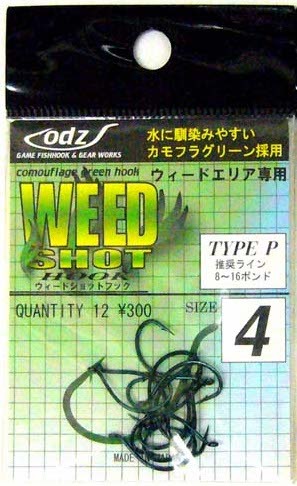 odz
GAME FISHHOOK & GEAR WORKS
水に馴染みやすい
カモフラグリーン採用
comouflage green hook
ウィードエリア専用
WEED
SHOT
HOOK
ウィードショットフック
TYPE P
推奨ライン
8～16ポンド
QUANTITY 12 ¥300
SIZE
4
MADE